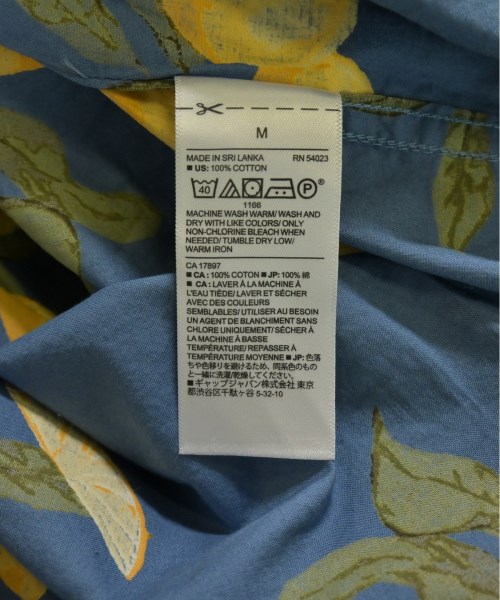 M
MADE IN SRI LANKA RN 54023
■ US: 100% COTTON
40 P
1166
MACHINE WASH WARM/ WASH AND
DRY WITH LIKE COLORS/ ONLY
NON-CHLORINE BLEACH WHEN
NEEDED/ TUMBLE DRY LOW/
WARM IRON
CA 17897
■ CA : 100% COTON ■ JP: 100% 綿
■ CA : LAVER À LA MACHINE À
L'EAU TIÈDE/ LAVER ET SÉCHER
AVEC DES COULEURS
SEMBLABLES/ UTILISER AU BESOIN
UN AGENT DE BLANCHIMENT SANS
CHLORE UNIQUEMENT/ SÉCHER À
LA MACHINE À BASSE
TEMPÉRATURE/ REPASSER À
TEMPÉRATURE MOYENNE ■ JP: 色落
ちや色移りを避けるため、同系色のもの
と一緒に洗濯/乾燥してください。
■ ギャップジャパン株式会社 東京
都渋谷区千駄ヶ谷 5-32-10